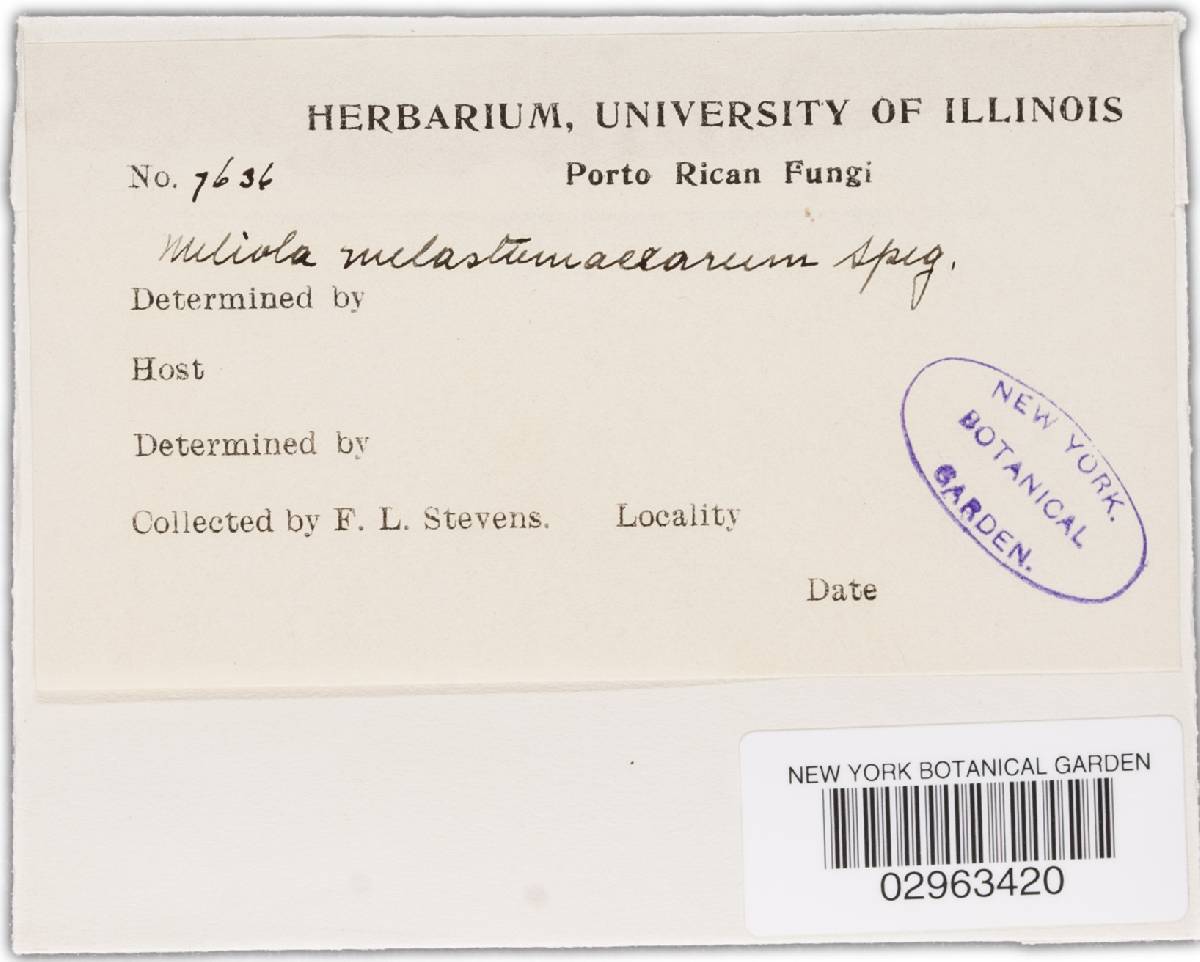 HERBARIUM, UNIVERSITY OF ILLINOIS
No. 7636 Porto Rican Fungi
Meliola melastomacearum Speg.
Determined by
Host
Determined by
Collected by F. L. Stevens. Locality
Date
NEW YORK.
BOTANICAL
GARDEN.
NEW YORK BOTANICAL GARDEN
02963420